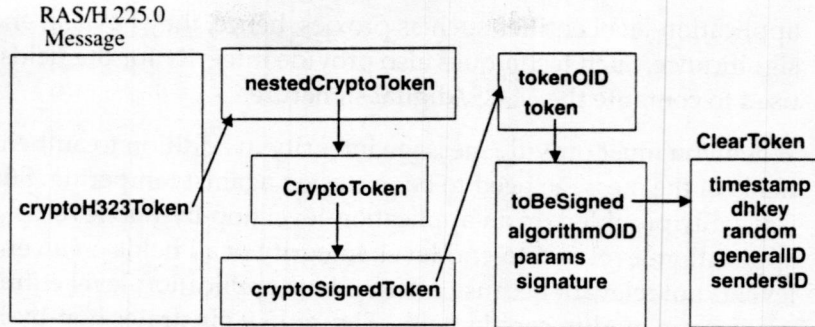 RAS/H.225.0
Message
cryptoH323Token
nestedCryptoToken
CryptoToken
cryptoSignedToken
tokenOID
token
toBeSigned
algorithmOID
params
signature
ClearToken
timestamp
dhkey
random
generalID
sendersID